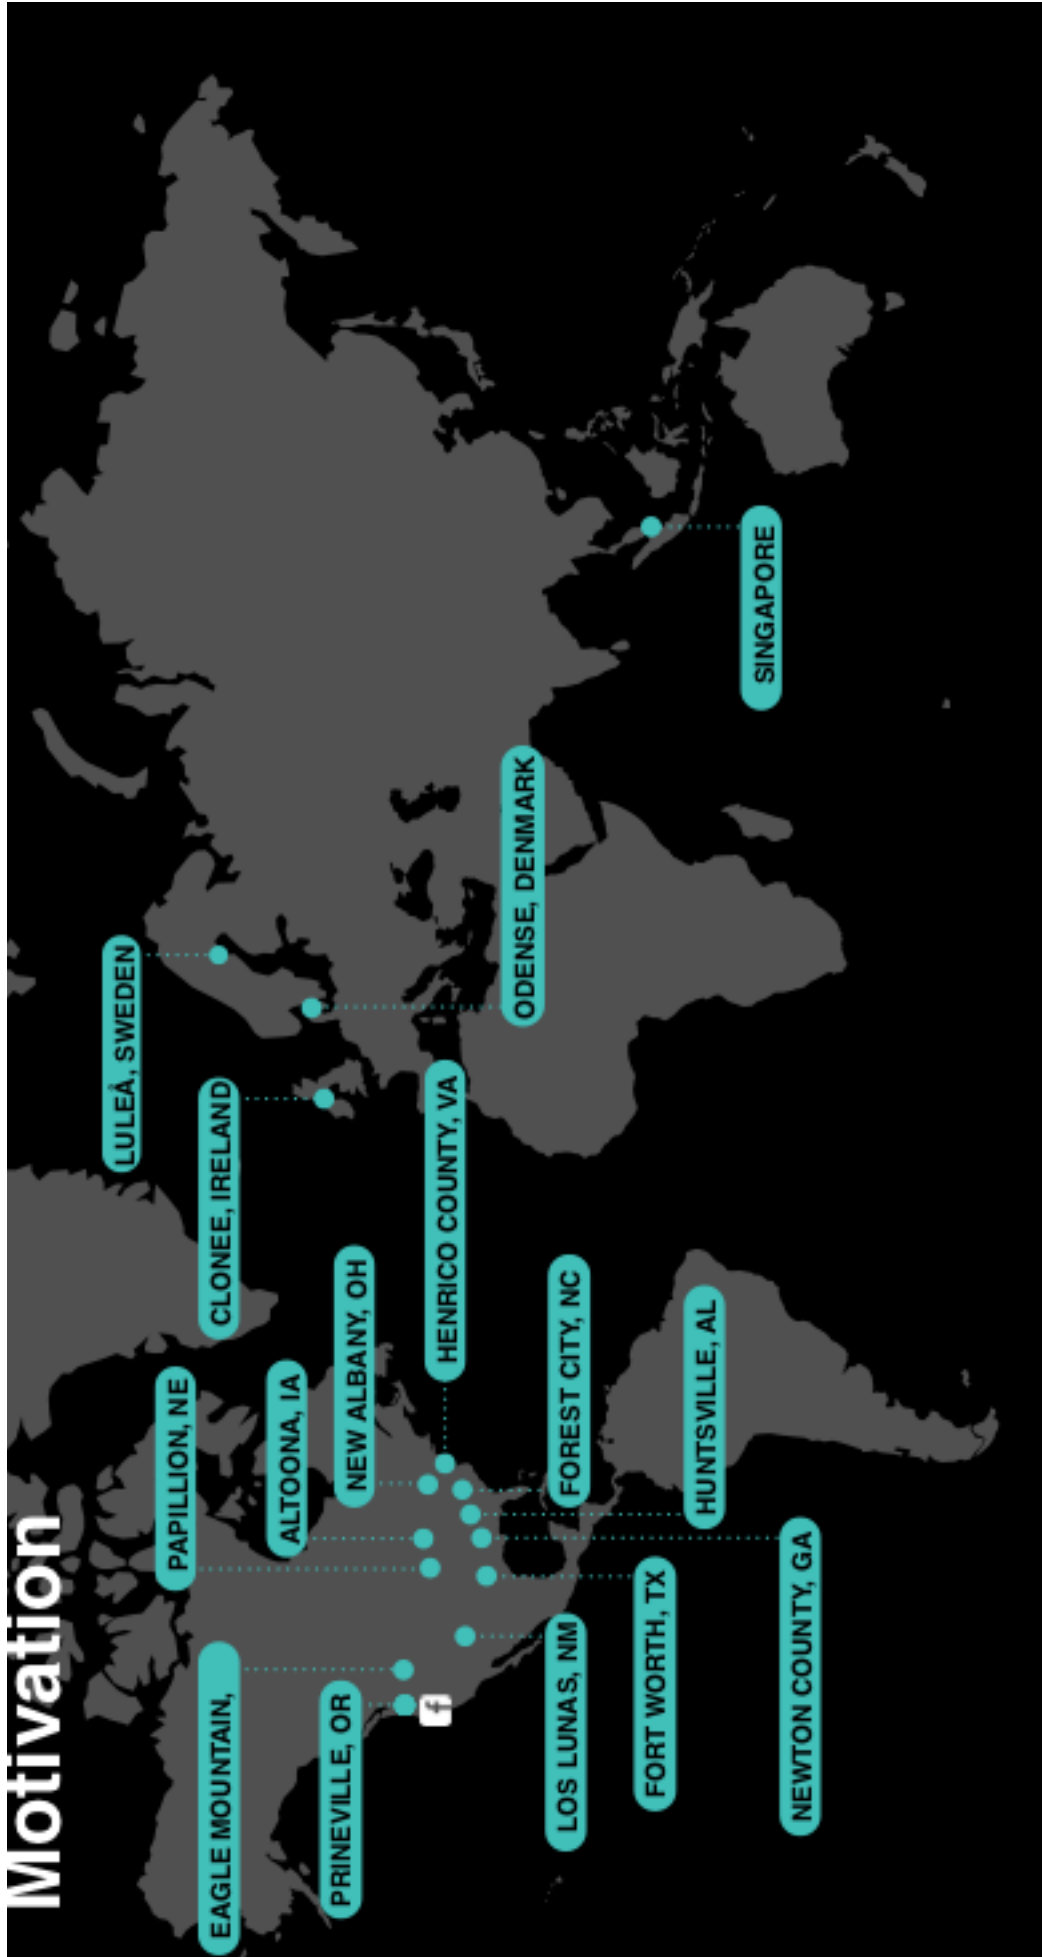 Motivation
LULEÅ, SWEDEN
PAPILLION, NE
CLONEE, IRELAND
EAGLE MOUNTAIN,
ALTOONA, IA
NEW ALBANY, OH
PRINEVILLE, OR
f
HENRICO COUNTY, VA
ODENSE, DENMARK
LOS LUNAS, NM
FOREST CITY, NC
FORT WORTH, TX
HUNTSVILLE, AL
SINGAPORE
NEWTON COUNTY, GA